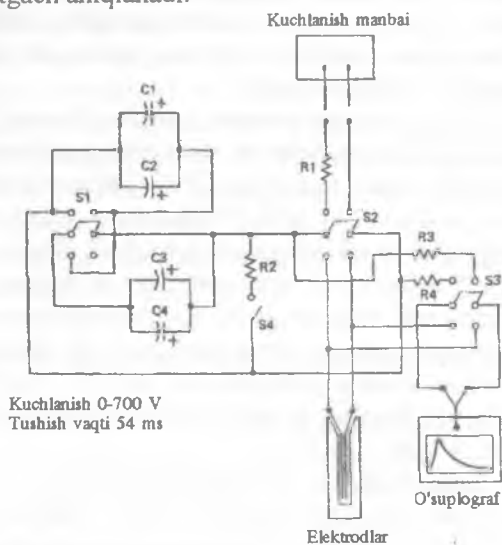 Kuchlanish manbai
C1
C2
S1
R1
S2
R3
C3
R2
R4
S3
C4
S4
Kuchlanish 0-700 V
Tushish vaqti 54 ms
O'suplograf
Elektrodlar